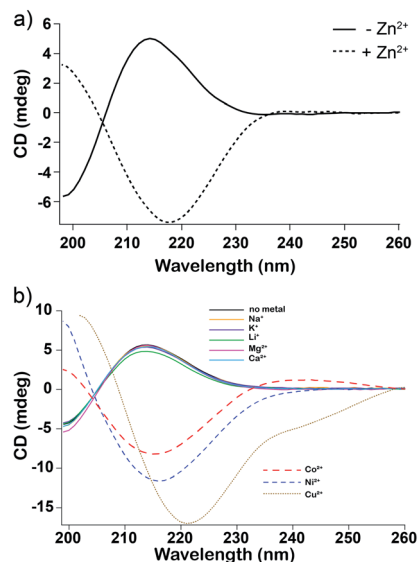 a)
- Zn²⁺
+ Zn²⁺
CD (mdeg)
6
4
2
0
-2
-4
-6
200 210 220 230 240 250 260
Wavelength (nm)
b)
no metal
Na⁺
K⁺
Li⁺
Mg²⁺
Ca²⁺
CD (mdeg)
10
5
0
-5
-10
-15
Co²⁺
Ni²⁺
Cu²⁺
200 210 220 230 240 250 260
Wavelength (nm)